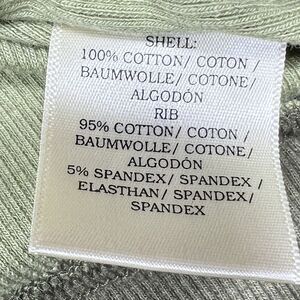 SHELL:
100% COTTON/ COTON /
BAUMWOLLE/ COTONE/
ALGODÓN
RIB
95% COTTON/ COTON /
BAUMWOLLE/ COTONE/
ALGODÓN
5% SPANDEX/ SPANDEX /
ELASTHAN/ SPANDEX /
SPANDEX